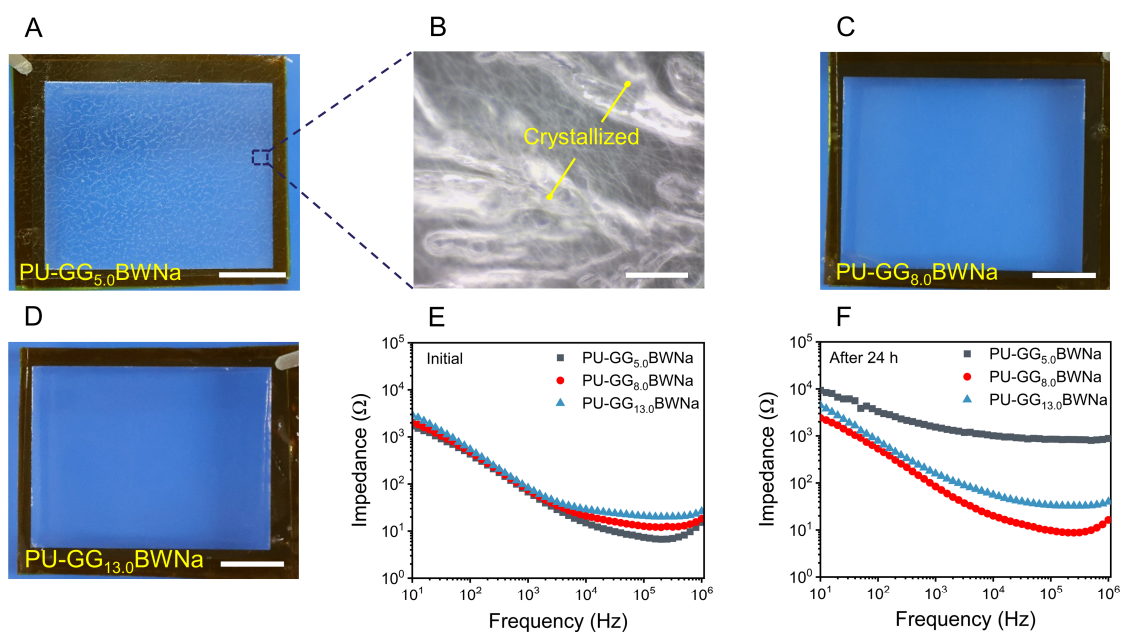 A
B
C
Crystallized
PU-GG5.0BWNa
PU-GG8.0BWNa
D
E
F
PU-GG13.0BWNa
Impedance (Ω)
10^5
10^4
10^3
10^2
10^1
10^0
Initial
PU-GG5.0BWNa
PU-GG8.0BWNa
PU-GG13.0BWNa
10^1 10^2 10^3 10^4 10^5 10^6
Frequency (Hz)
Impedance (Ω)
10^5
10^4
10^3
10^2
10^1
10^0
After 24 h
PU-GG5.0BWNa
PU-GG8.0BWNa
PU-GG13.0BWNa
10^1 10^2 10^3 10^4 10^5 10^6
Frequency (Hz)